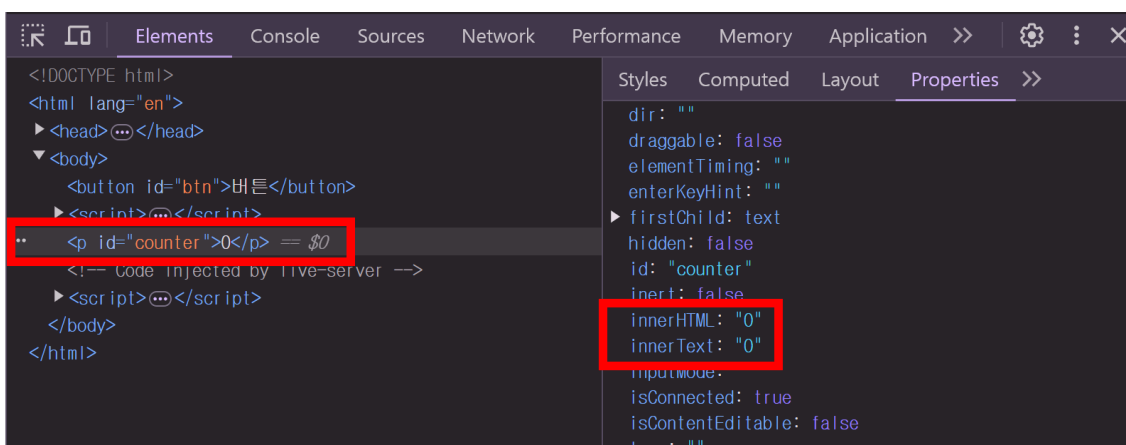 Elements Console Sources Network Performance Memory Application >>
<!DOCTYPE html>
<html lang="en">
▶<head>…</head>
▼<body>
<button id="btn">버튼</button>
▶<script>…</script>
<p id="counter">0</p> == $0
<!-- Code injected by live-server -->
▶<script>…</script>
</body>
</html>
Styles Computed Layout Properties >>
dir: ""
draggable: false
elementTiming: ""
enterKeyHint: ""
▶ firstChild: text
hidden: false
id: "counter"
inert: false
innerHTML: "0"
innerText: "0"
inputMode:
isConnected: true
isContentEditable: false